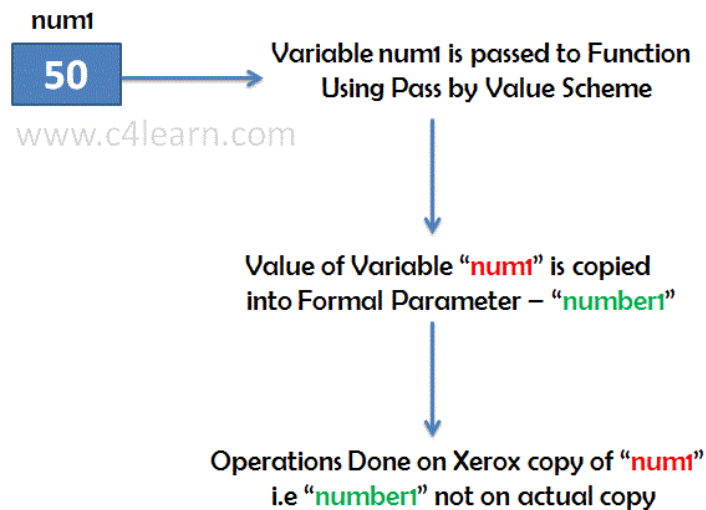 num1
50
Variable num1 is passed to Function
Using Pass by Value Scheme
www.c4learn.com
Value of Variable “num1” is copied
into Formal Parameter – “number1”
Operations Done on Xerox copy of “num1”
i.e “number1” not on actual copy